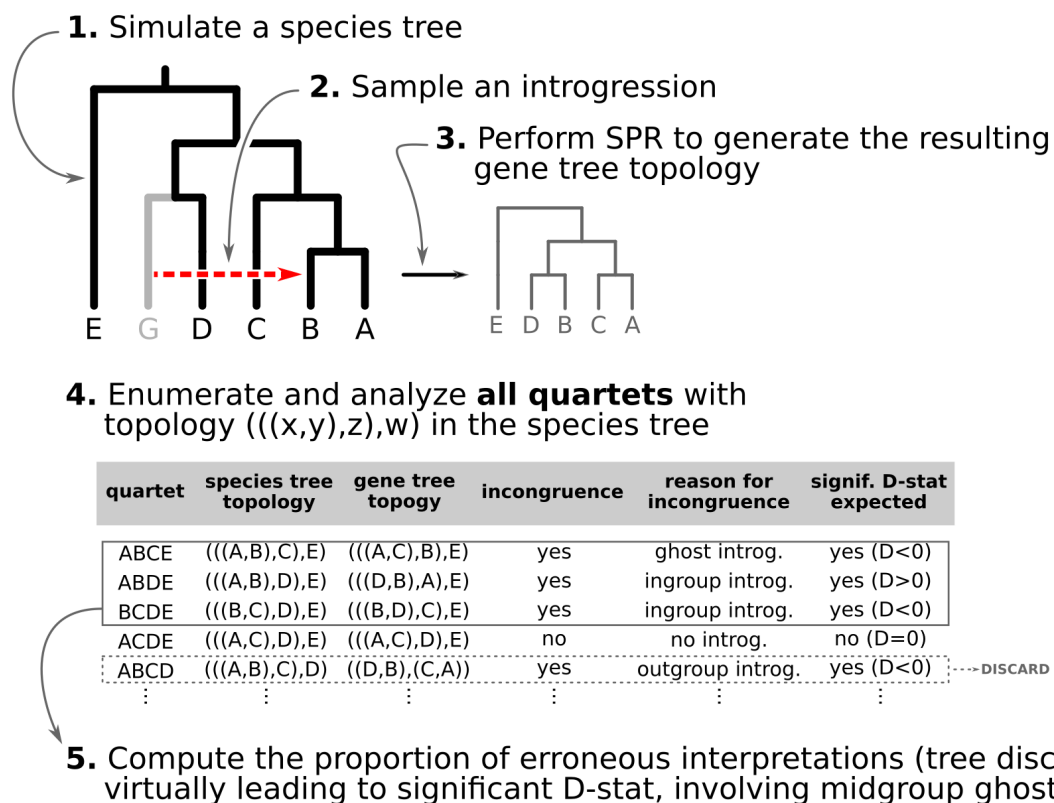 1. Simulate a species tree
2. Sample an introgression
3. Perform SPR to generate the resulting
gene tree topology
E G D C B A
E D B C A
4. Enumerate and analyze all quartets with
topology (((x,y),z),w) in the species tree
quartet species tree topology gene tree topogy incongruence reason for incongruence signif. D-stat expected
ABCE (((A,B),C),E) (((A,C),B),E) yes ghost introg. yes (D<0)
ABDE (((A,B),D),E) (((D,B),A),E) yes ingroup introg. yes (D>0)
BCDE (((B,C),D),E) (((B,D),C),E) yes ingroup introg. yes (D<0)
ACDE (((A,C),D),E) (((A,C),D),E) no no introg. no (D=0)
ABCD (((A,B),C),D) ((D,B),(C,A)) yes outgroup introg. yes (D<0) DISCARD
⋮ ⋮ ⋮ ⋮ ⋮ ⋮
5. Compute the proportion of erroneous interpretations (tree disc
virtually leading to significant D-stat, involving midgroup ghost